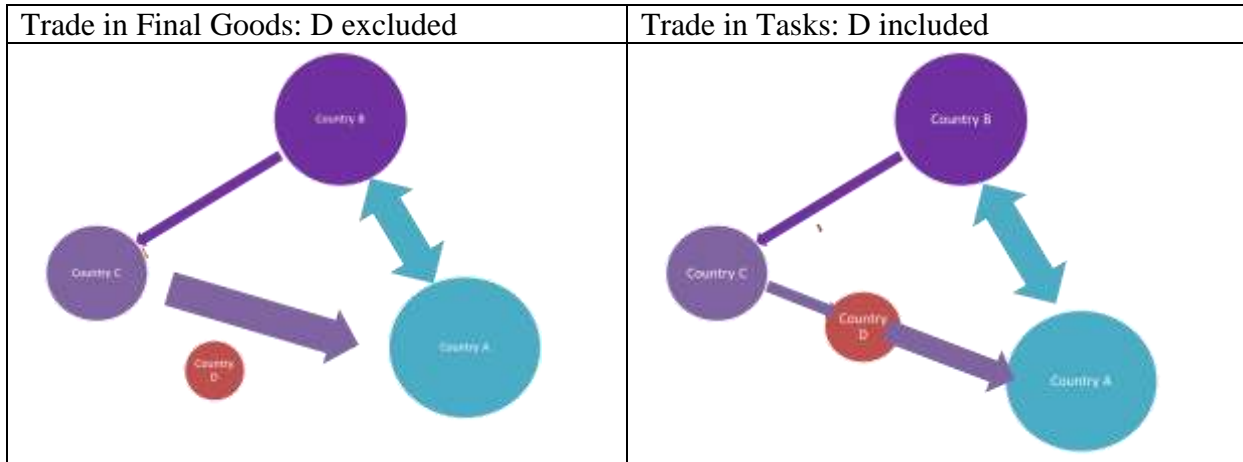 Trade in Final Goods: D excluded
Country B
Country C
Country A
Country
D
Trade in Tasks: D included
Country B
Country C
Country
D
Country A